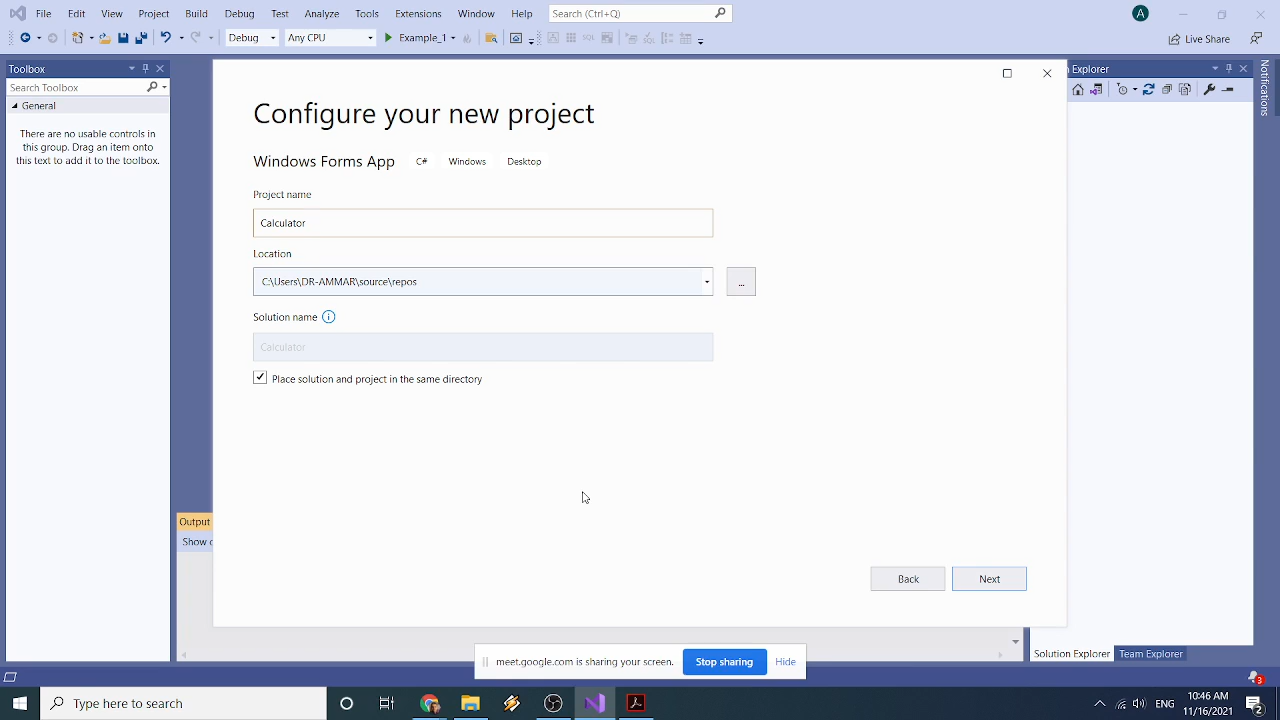 File Edit View Project Build Debug Test Analyze Tools Extensions Window Help Search (Ctrl+Q) A
Debug Any CPU Example_1 Live Share
Toolbox
Explorer
Notifications
Search Toolbox
General
There are no usable controls in
this group. Drag an item onto
this text to add it to the toolbox.
Configure your new project
Windows Forms App C# Windows Desktop
Project name
Calculator
Location
C:\Users\DR-AMMAR\source\repos
...
Solution name
Calculator
Place solution and project in the same directory
Output
Show
Back Next
meet.google.com is sharing your screen. Stop sharing Hide
Solution Explorer Team Explorer
3
Type here to search
ENG 10:46 AM
11/16/2021
2